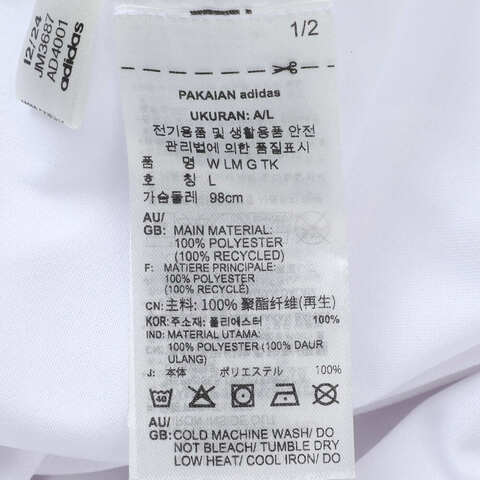 12/24
JM3687
AD4001
adidas
1/2
PAKAIAN adidas
UKURAN: A/L
전기용품 및 생활용품 안전
관리법에 의한 품질표시
품 명 W LM G TK
호 칭 L
가슴둘레 98cm
AU/
GB: MAIN MATERIAL:
100% POLYESTER
(100% RECYCLED)
F: MATIÈRE PRINCIPALE:
100% POLYESTER
(100% RECYCLÉ)
CN: 主料: 100% 聚酯纤维(再生)
KOR: 주소재: 폴리에스터 100%
IND: MATERIAL UTAMA:
100% POLYESTER (100% DAUR
ULANG)
J: 本体 ポリエステル 100%
40
AU/
GB: COLD MACHINE WASH/ DO
NOT BLEACH/ TUMBLE DRY
LOW HEAT/ COOL IRON/ DO